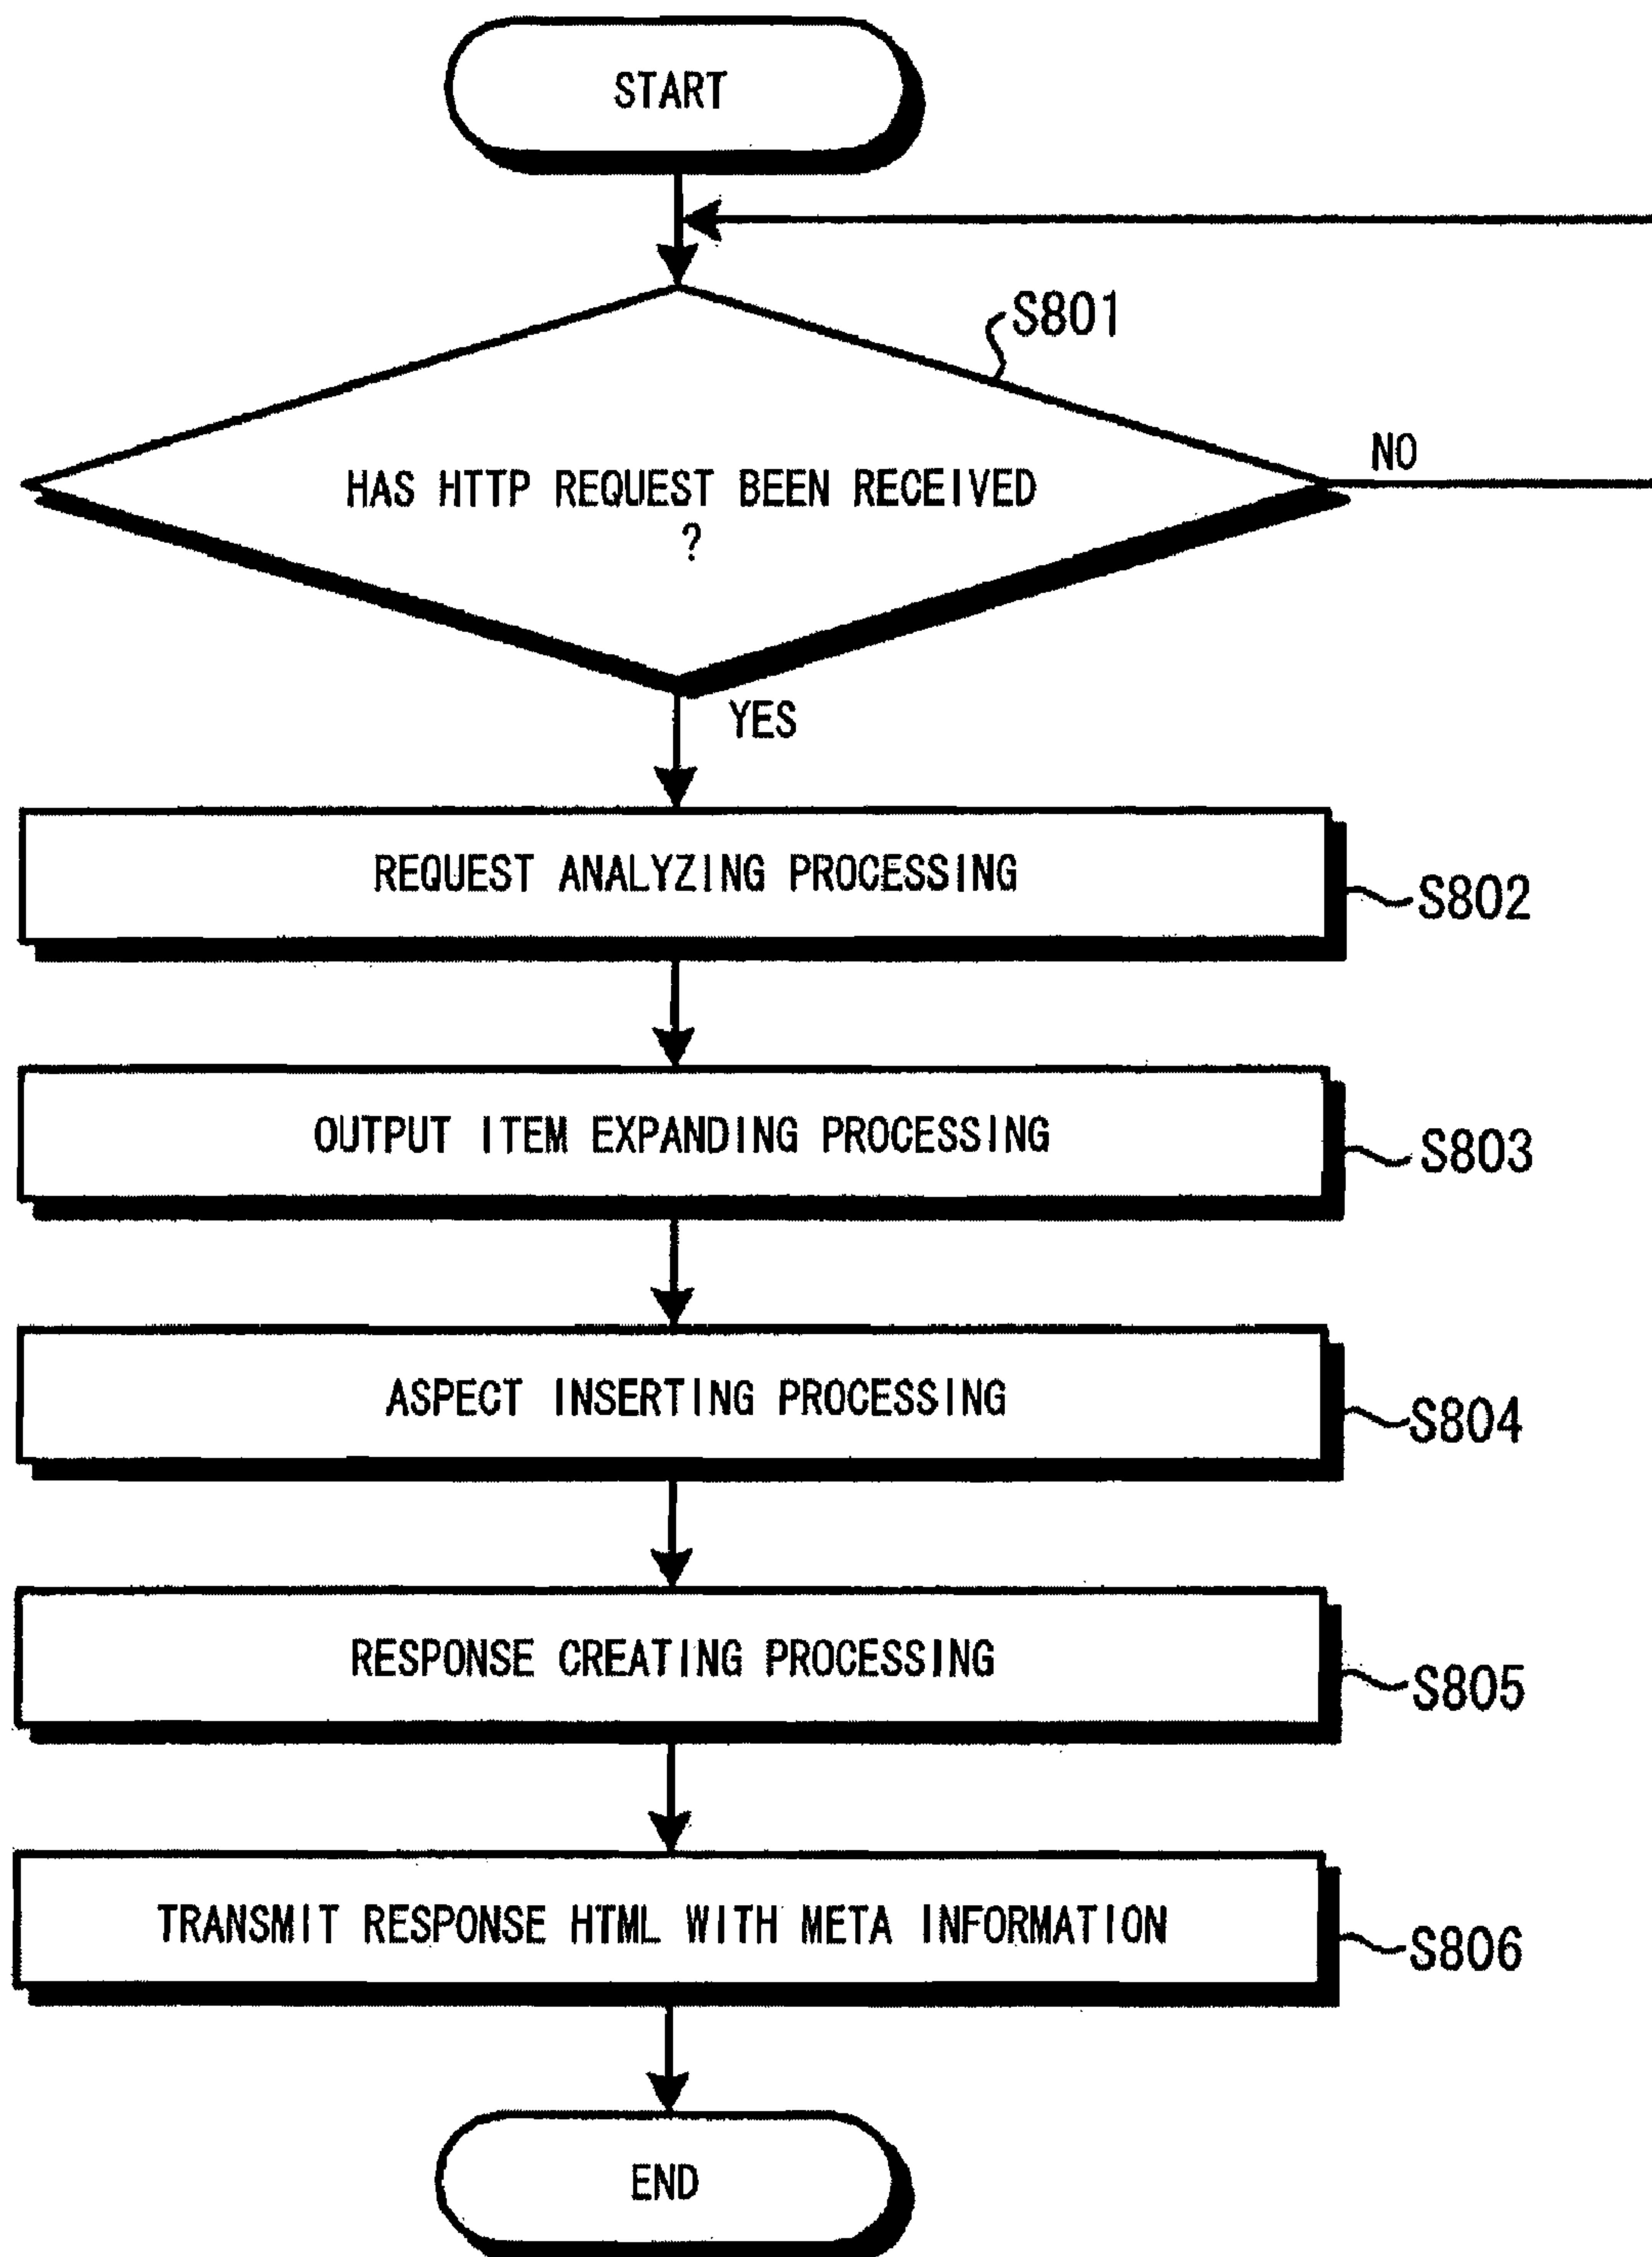 START
S801
HAS HTTP REQUEST BEEN RECEIVED
?
NO
YES
REQUEST ANALYZING PROCESSING
S802
OUTPUT ITEM EXPANDING PROCESSING
S803
ASPECT INSERTING PROCESSING
S804
RESPONSE CREATING PROCESSING
S805
TRANSMIT RESPONSE HTML WITH META INFORMATION
S806
END